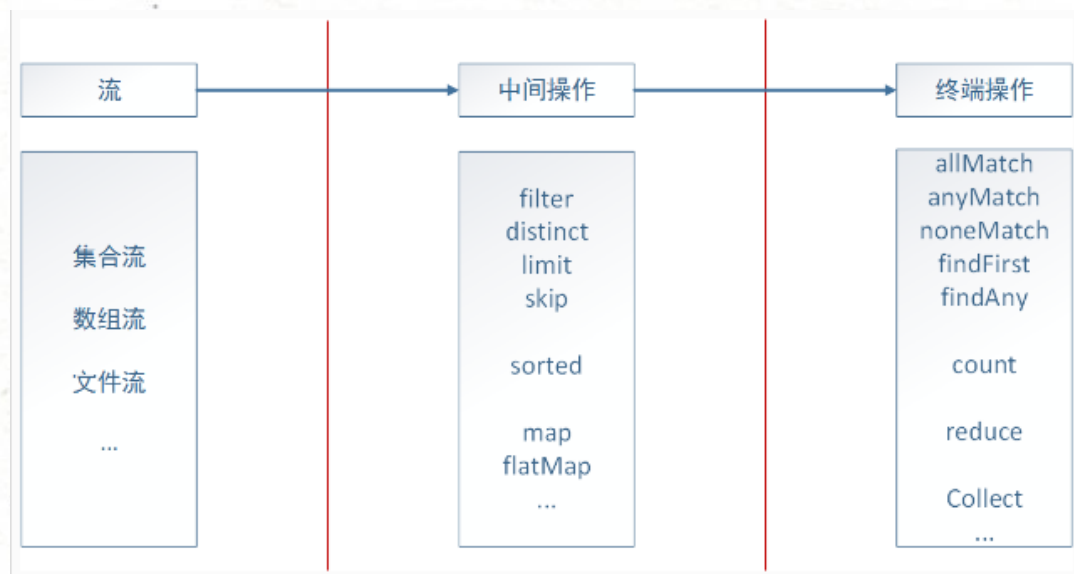 流
中间操作
终端操作
集合流
数组流
文件流
...
filter
distinct
limit
skip
sorted
map
flatMap
...
allMatch
anyMatch
noneMatch
findFirst
findAny
count
reduce
Collect
...